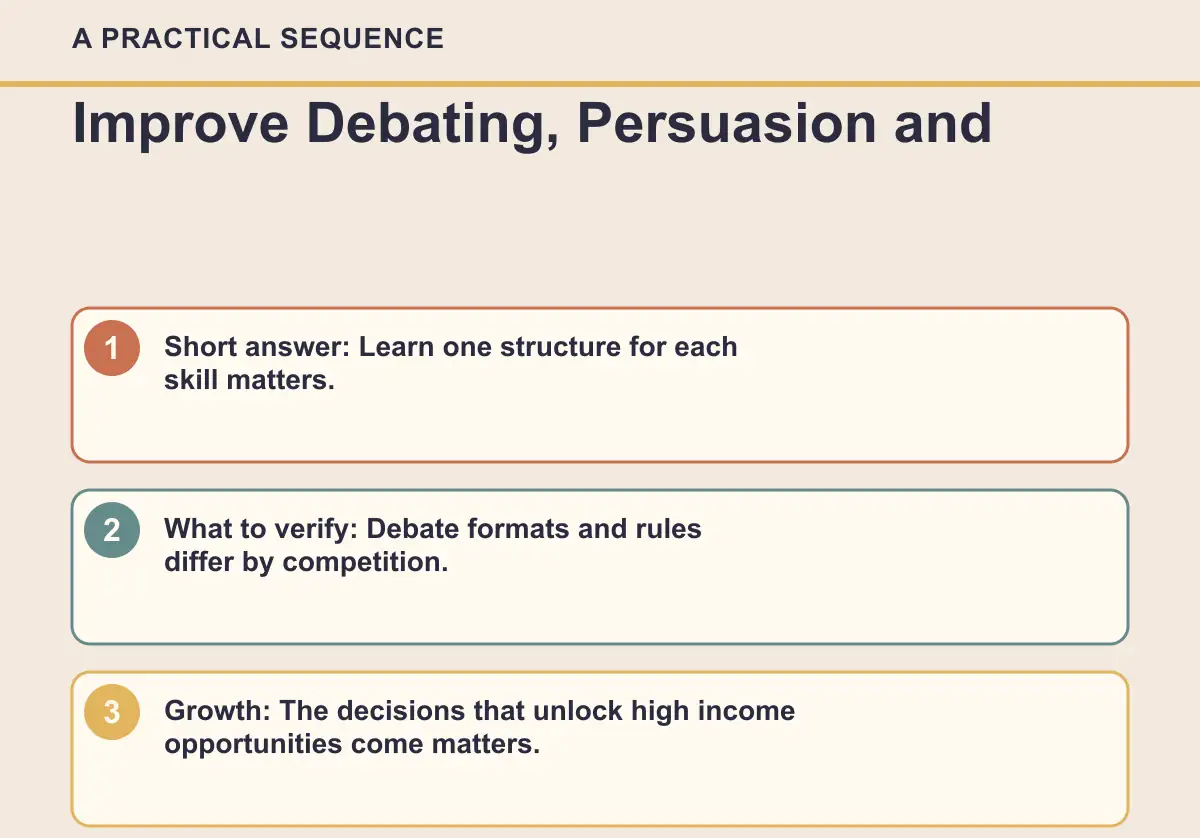 A PRACTICAL SEQUENCE
Improve Debating, Persuasion and
1
Short answer: Learn one structure for each
skill matters.
2
What to verify: Debate formats and rules
differ by competition.
3
Growth: The decisions that unlock high income
opportunities come matters.